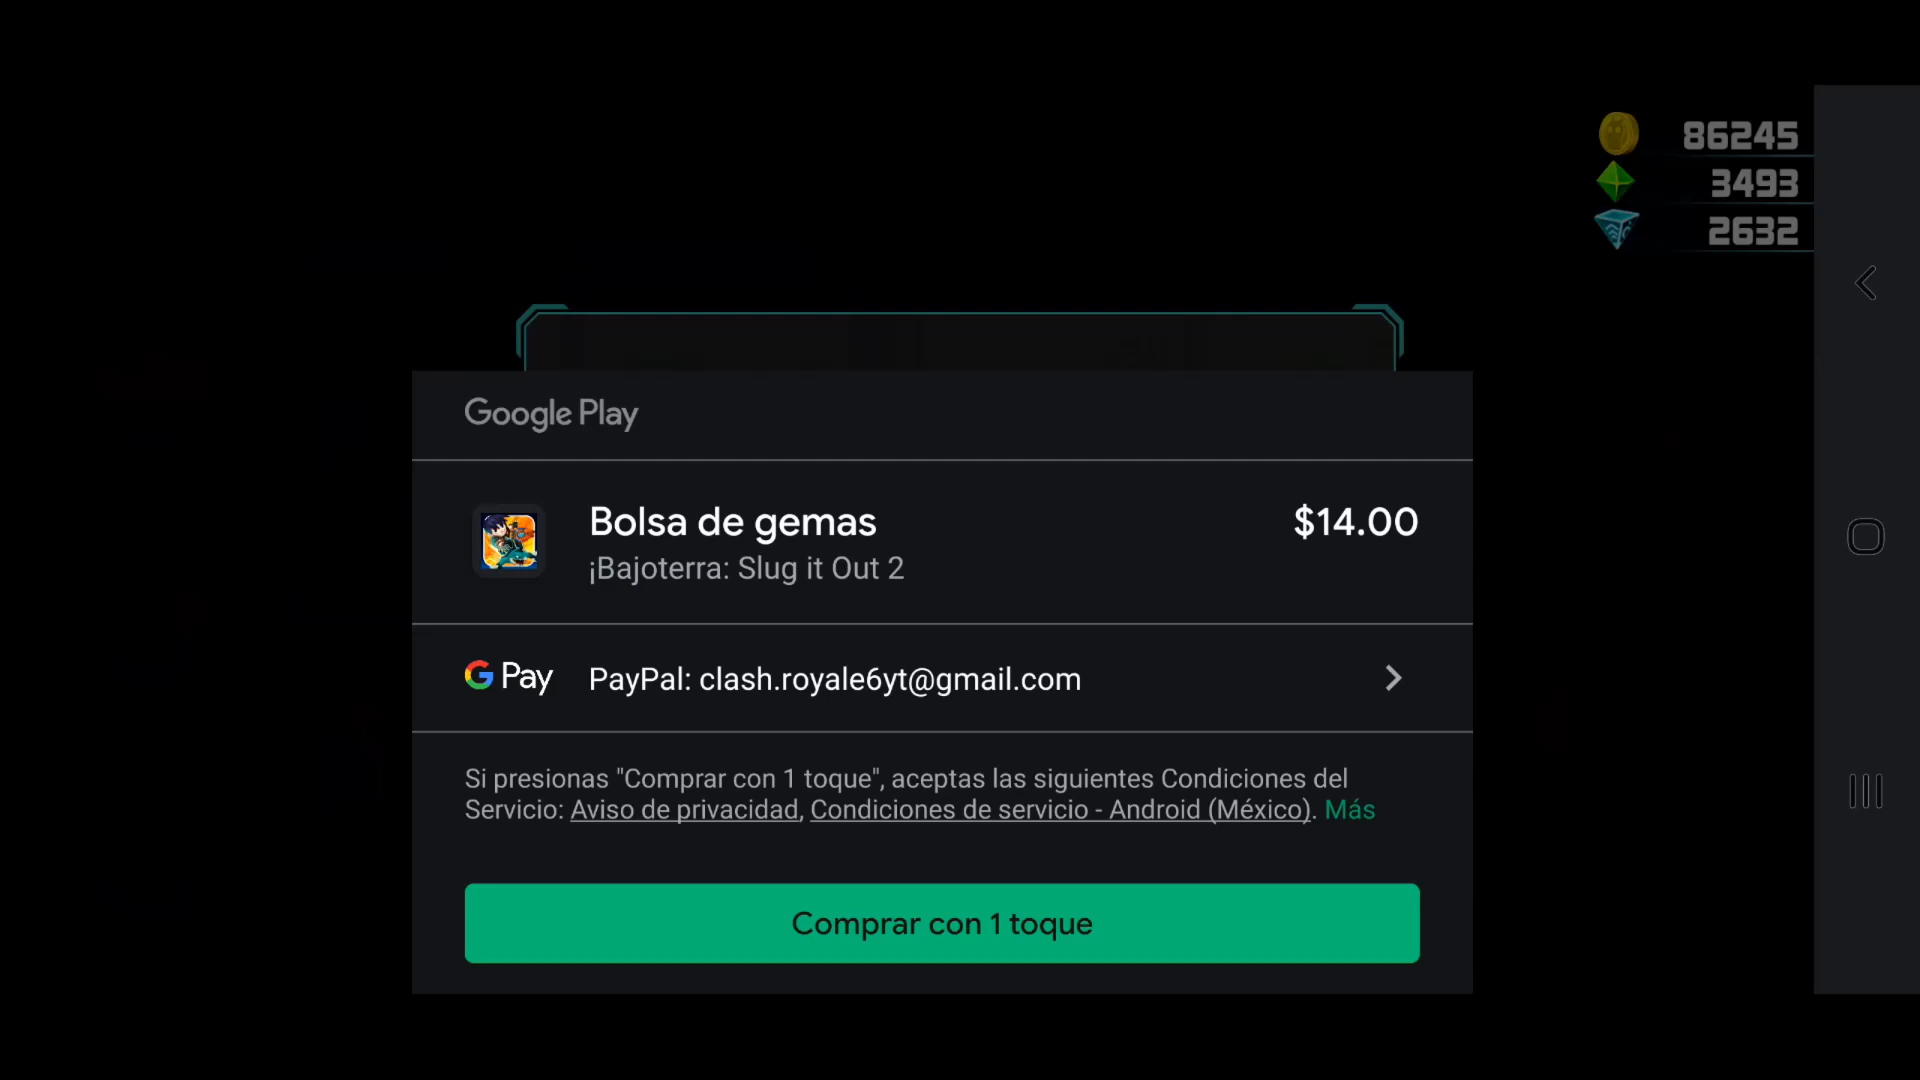 86245
3493
2632
Google Play
Bolsa de gemas
$14.00
¡Bajoterra: Slug it Out 2
G Pay
PayPal: clash.royale6yt@gmail.com
Si presionas "Comprar con 1 toque", aceptas las siguientes Condiciones del
Servicio: Aviso de privacidad, Condiciones de servicio - Android (México). Más
Comprar con 1 toque